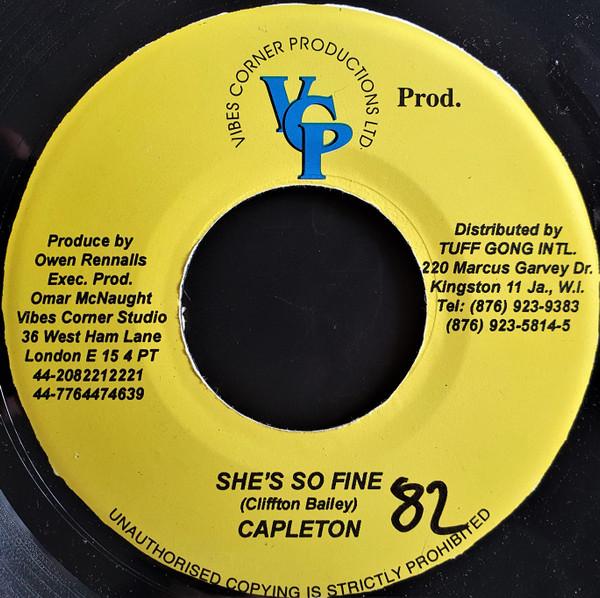 VIBES CORNER PRODUCTIONS LTD.
VCP
Prod.
Produce by
Owen Rennalls
Exec. Prod.
Omar McNaught
Vibes Corner Studio
36 West Ham Lane
London E 15 4 PT
44-2082212221
44-7764474639
Distributed by
TUFF GONG INTL.
220 Marcus Garvey Dr.
Kingston 11 Ja., W.i.
Tel: (876) 923-9383
(876) 923-5814-5
SHE'S SO FINE
(Cliffton Bailey)
CAPLETON
82
UNAUTHORISED COPYING IS STRICTLY PROHIBITED